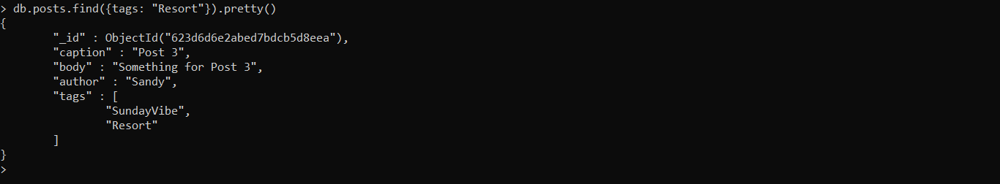 > db.posts.find({tags: "Resort"}).pretty()
{
        "_id" : ObjectId("623d6d6e2abed7bdcb5d8eea"),
        "caption" : "Post 3",
        "body" : "Something for Post 3",
        "author" : "Sandy",
        "tags" : [
                "SundayVibe",
                "Resort"
        ]
}
>